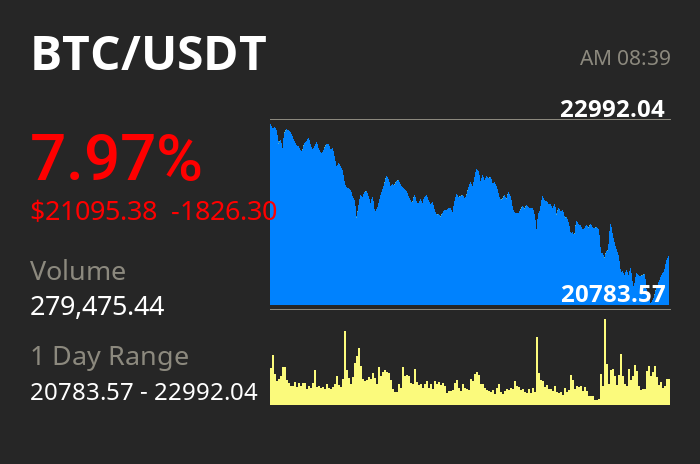 BTC/USDT
AM 08:39
22992.04
7.97%
$21095.38 -1826.30
Volume
279,475.44
20783.57
1 Day Range
20783.57 - 22992.04